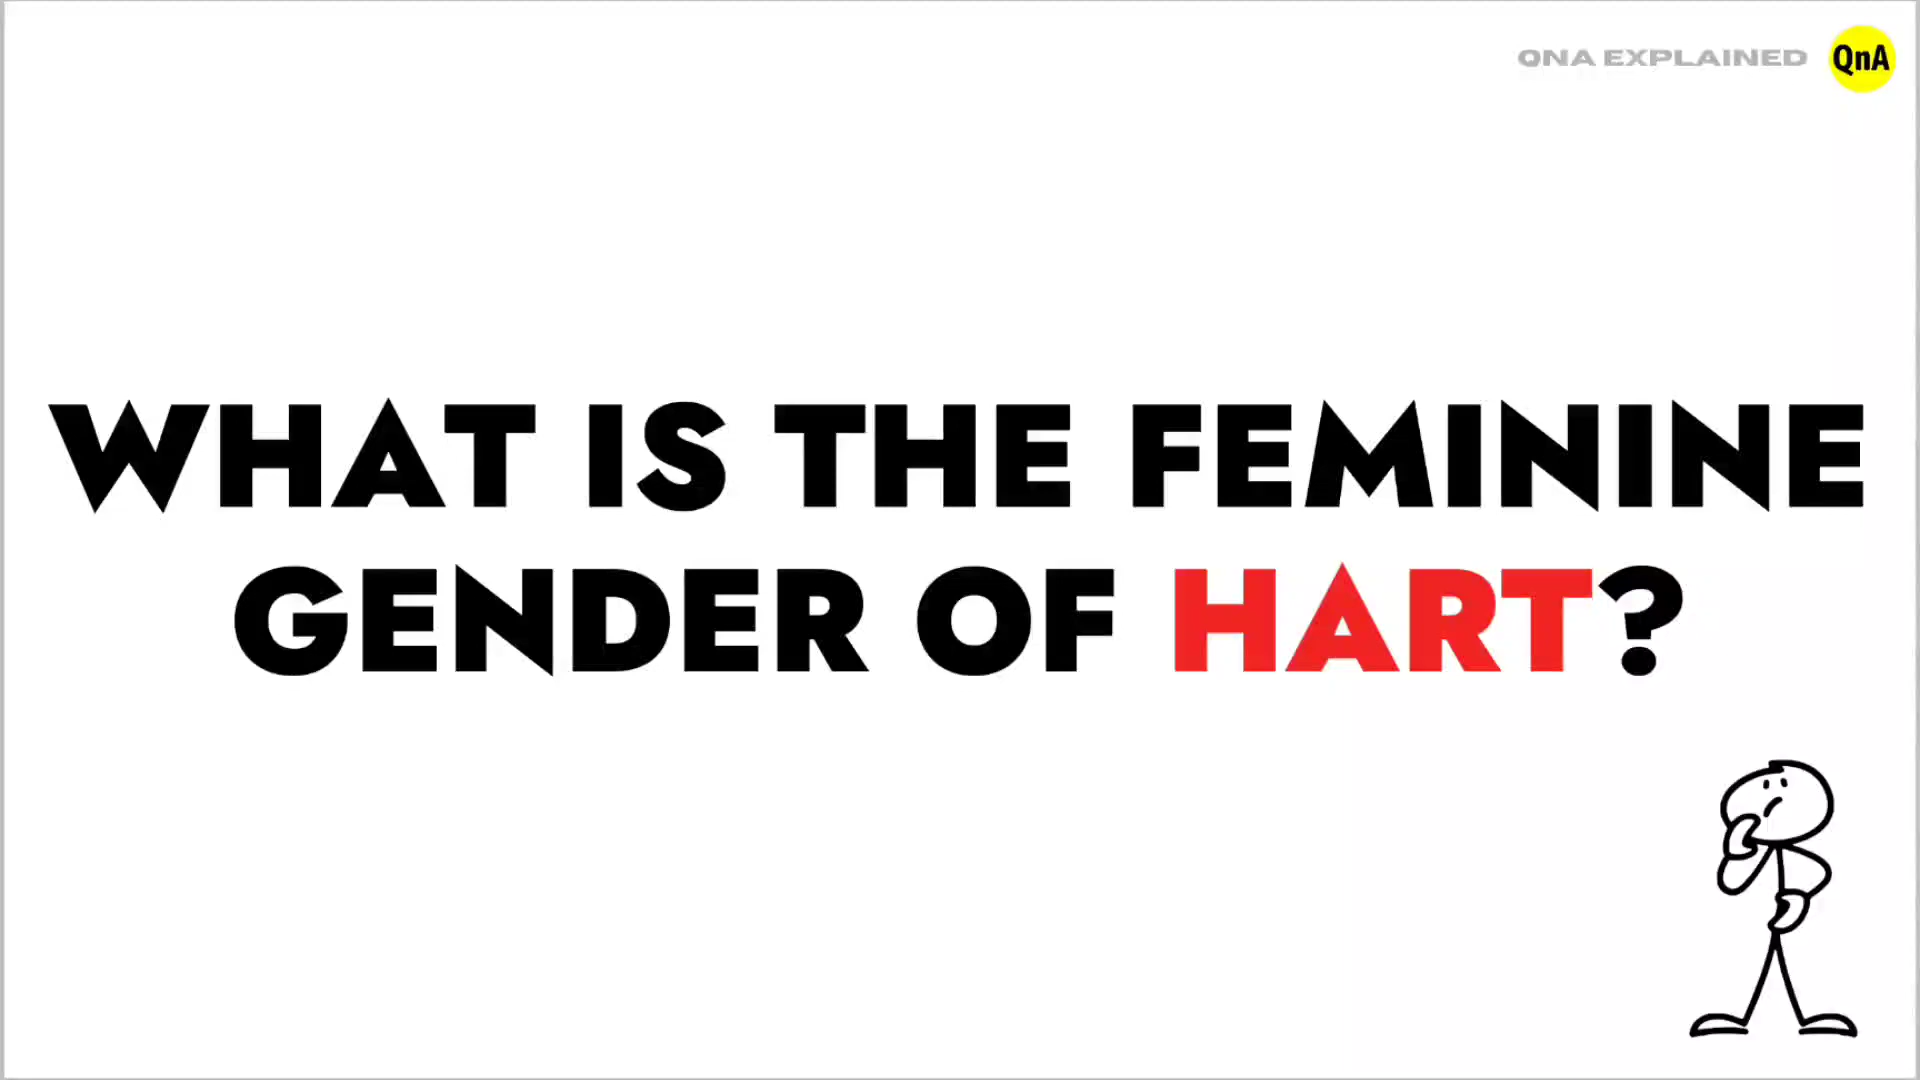 QNA EXPLAINED QnA
WHAT IS THE FEMININE
GENDER OF HART?